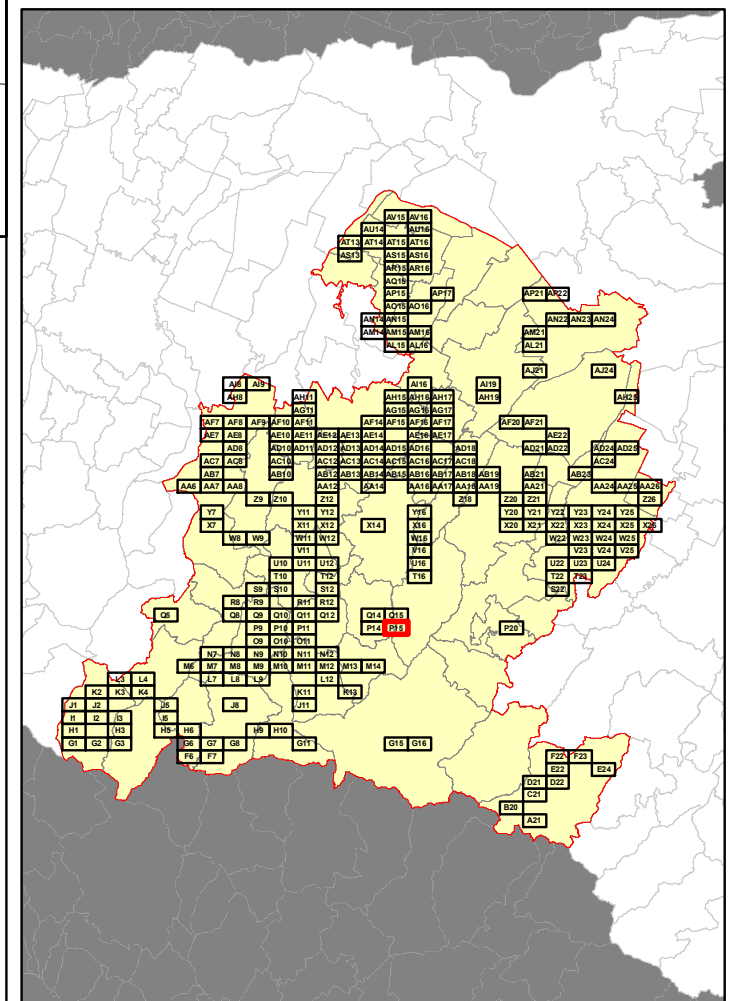 AV15 AV16
AU14 AU16
AT13 AT14 AT15 AT16
AS13 AS15 AS16
AR15 AR16
AQ15
AP15 AP17 AP21 AP22
AO15 AO16
AN14 AN15 AN22 AN23 AN24
AM14 AM15 AM16 AM21
AL15 AL16 AL21
AJ21 AJ24
AI8 AI9 AI16 AI19
AH8 AH11 AH15 AH16 AH17 AH19 AH25
AG11 AG15 AG16 AG17
AF7 AF8 AF9 AF10 AF11 AF14 AF15 AF16 AF17 AF20 AF21
AE7 AE8 AE10 AE11 AE12 AE13 AE14 AE16 AE17 AE22
AD8 AD10 AD11 AD12 AD13 AD14 AD15 AD16 AD18 AD21 AD22 AD24 AD25
AC7 AC8 AC10 AC12 AC13 AC14 AC15 AC16 AC17 AC18 AC24
AB7 AB10 AB12 AB13 AB14 AB15 AB16 AB17 AB18 AB19 AB21 AB23
AA6 AA7 AA8 AA12 AA14 AA16 AA17 AA18 AA19 AA21 AA24 AA25 AA26
Z9 Z10 Z12 Z18 Z20 Z21 Z26
Y7 Y11 Y12 Y16 Y20 Y21 Y22 Y23 Y24 Y25
X7 X11 X12 X14 X16 X20 X21 X22 X23 X24 X25 X26
W8 W9 W11 W12 W16 W22 W23 W24 W25
V11 V16 V23 V24 V25
U10 U11 U12 U16 U22 U23 U24
T10 T12 T16 T22 T23
S9 S10 S12 S22
R8 R9 R11 R12
Q5 Q8 Q9 Q10 Q11 Q12 Q14 Q15
P9 P10 P11 P14 P15 P20
O9 O10 O11
N7 N8 N9 N10 N11 N12
M6 M7 M8 M9 M10 M11 M12 M13 M14
L3 L4 L7 L8 L9 L12
K2 K3 K4 K11 K13
J1 J2 J5 J8 J11
I1 I2 I3 I5
H1 H3 H5 H6 H9 H10
G1 G2 G3 G6 G7 G8 G11 G15 G16
F6 F7 F22 F23
E22 E24
D21 D22
C21
B20
A21